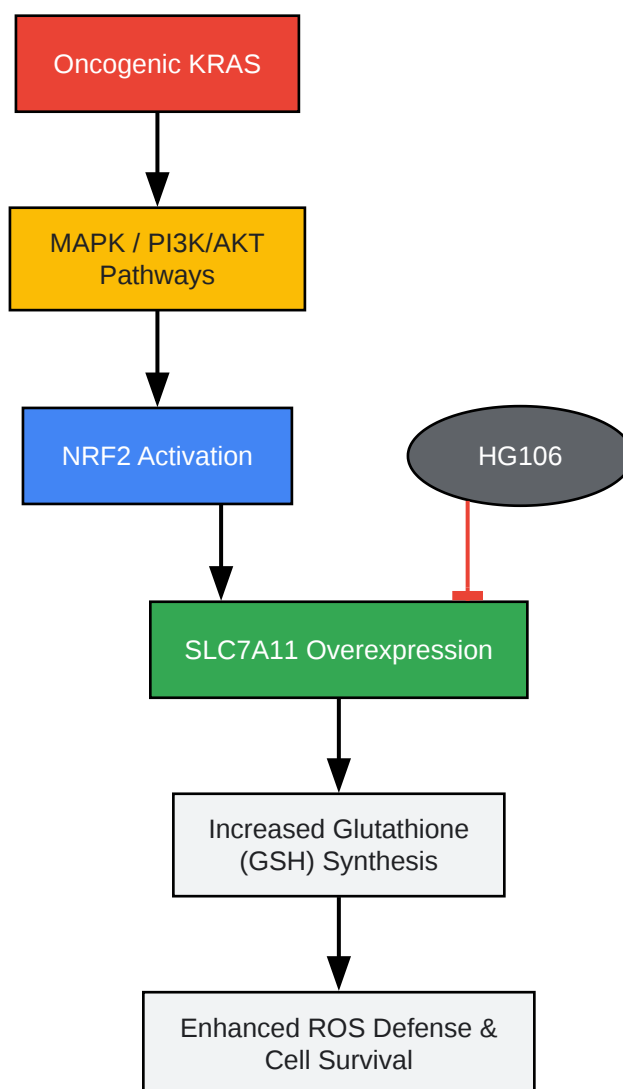 Oncogenic KRAS
MAPK / PI3K/AKT
Pathways
NRF2 Activation
HG106
SLC7A11 Overexpression
Increased Glutathione
(GSH) Synthesis
Enhanced ROS Defense &
Cell Survival